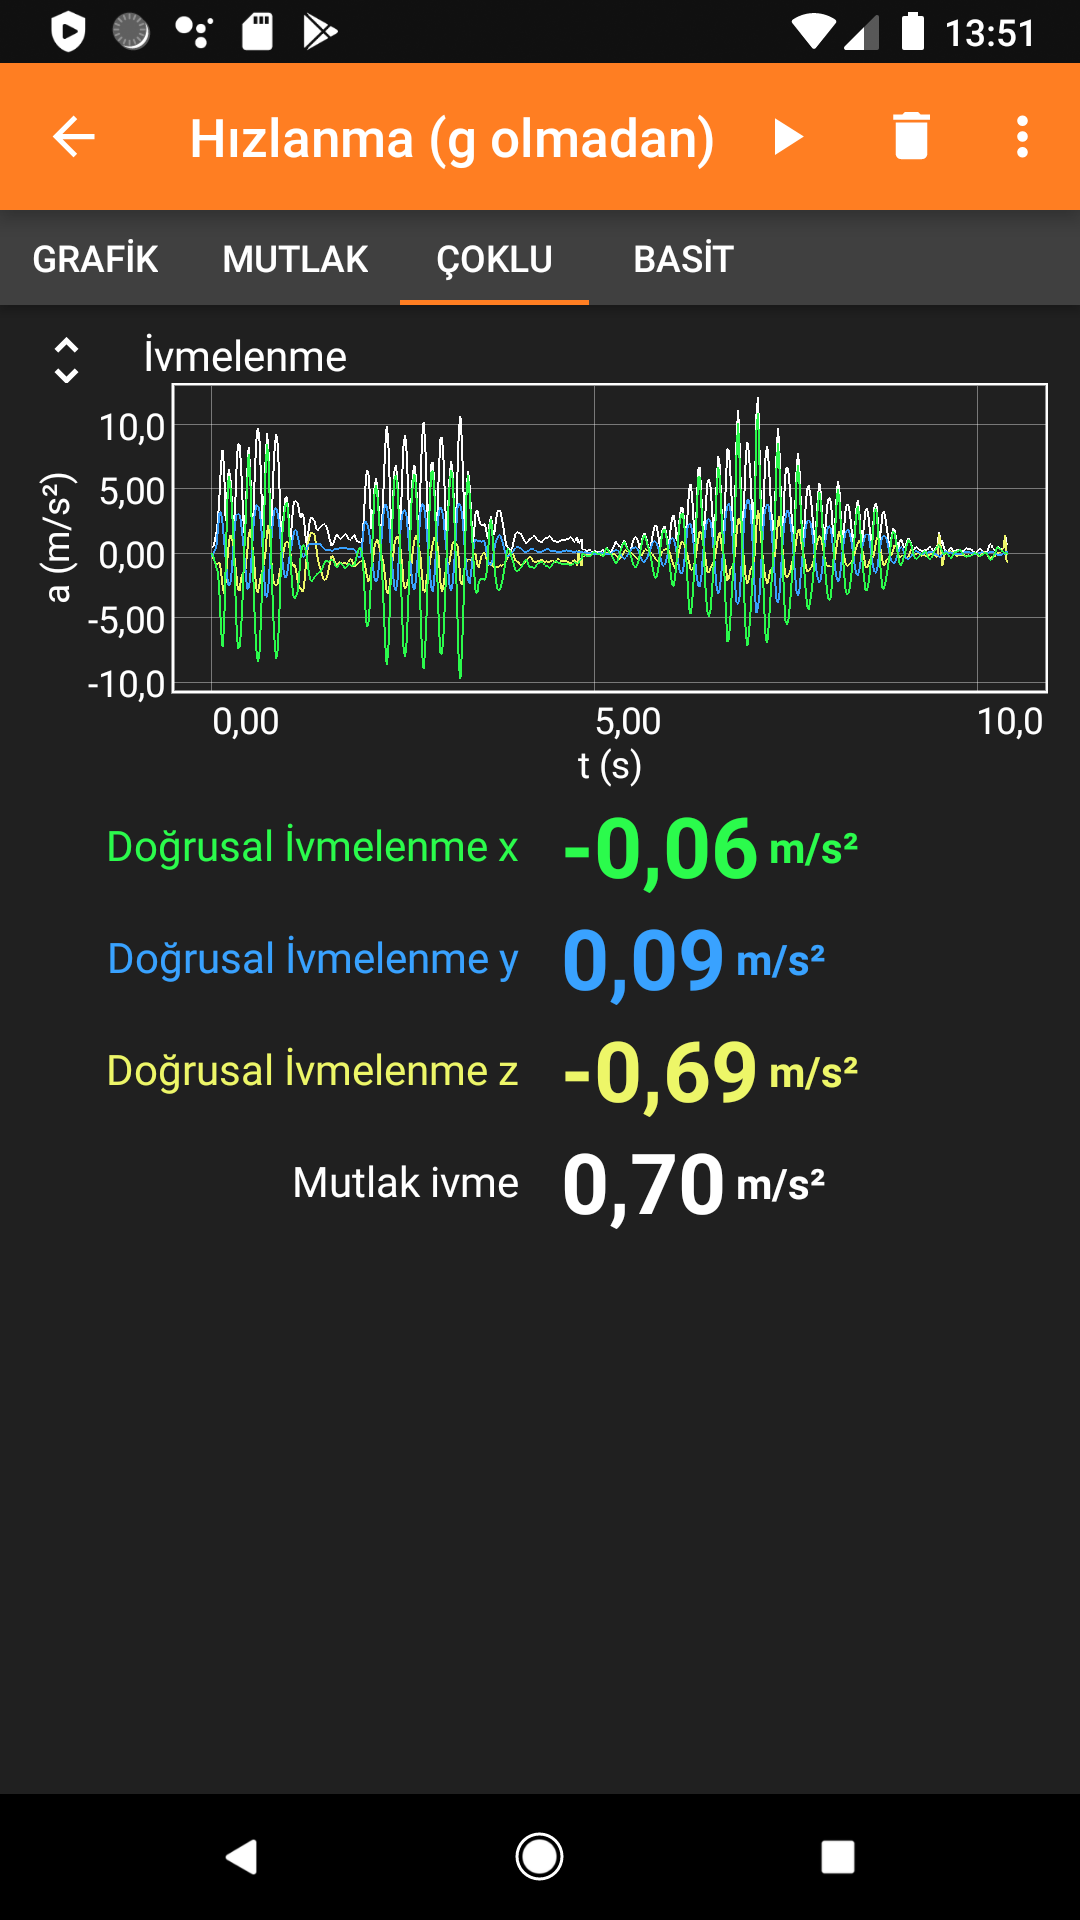 13:51
Hızlanma (g olmadan)
GRAFİK MUTLAK ÇOKLU BASİT
İvmelenme
10,0
5,00
0,00
-5,00
-10,0
a (m/s²)
0,00 5,00 10,0
t (s)
Doğrusal İvmelenme x -0,06 m/s²
Doğrusal İvmelenme y 0,09 m/s²
Doğrusal İvmelenme z -0,69 m/s²
Mutlak ivme 0,70 m/s²